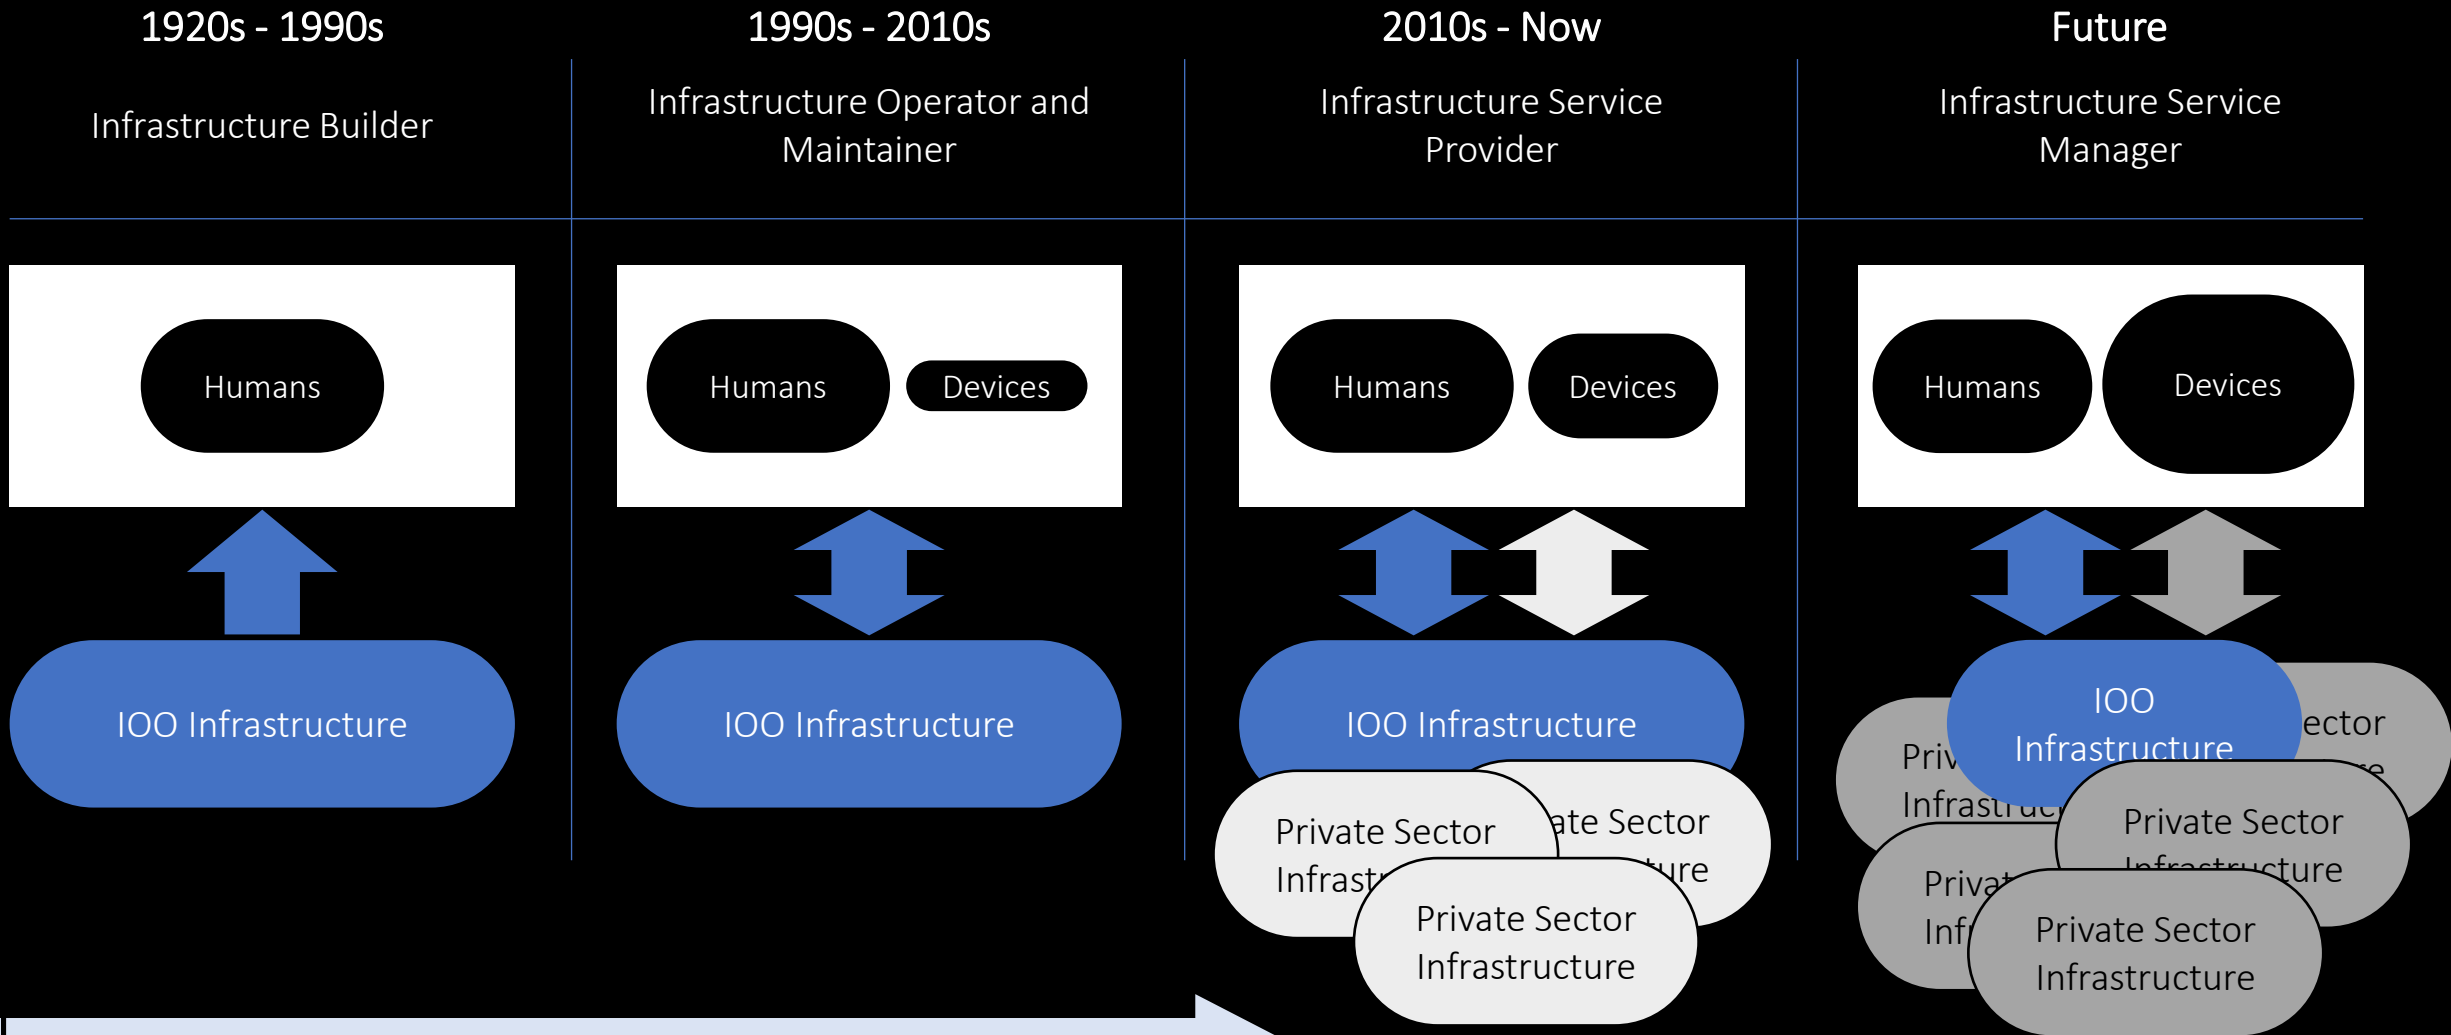 1920s - 1990s
Infrastructure Builder
Humans
IOO Infrastructure
1990s - 2010s
Infrastructure Operator and
Maintainer
Humans
Devices
IOO Infrastructure
2010s - Now
Infrastructure Service
Provider
Humans
Devices
IOO Infrastructure
Private Sector
Sector
Private Sector
Infrastructure
Future
Infrastructure Service
Manager
Humans
Devices
IOO
Infrastructure
Private Sector
Infrastructure
Private Sector
Infrastructure